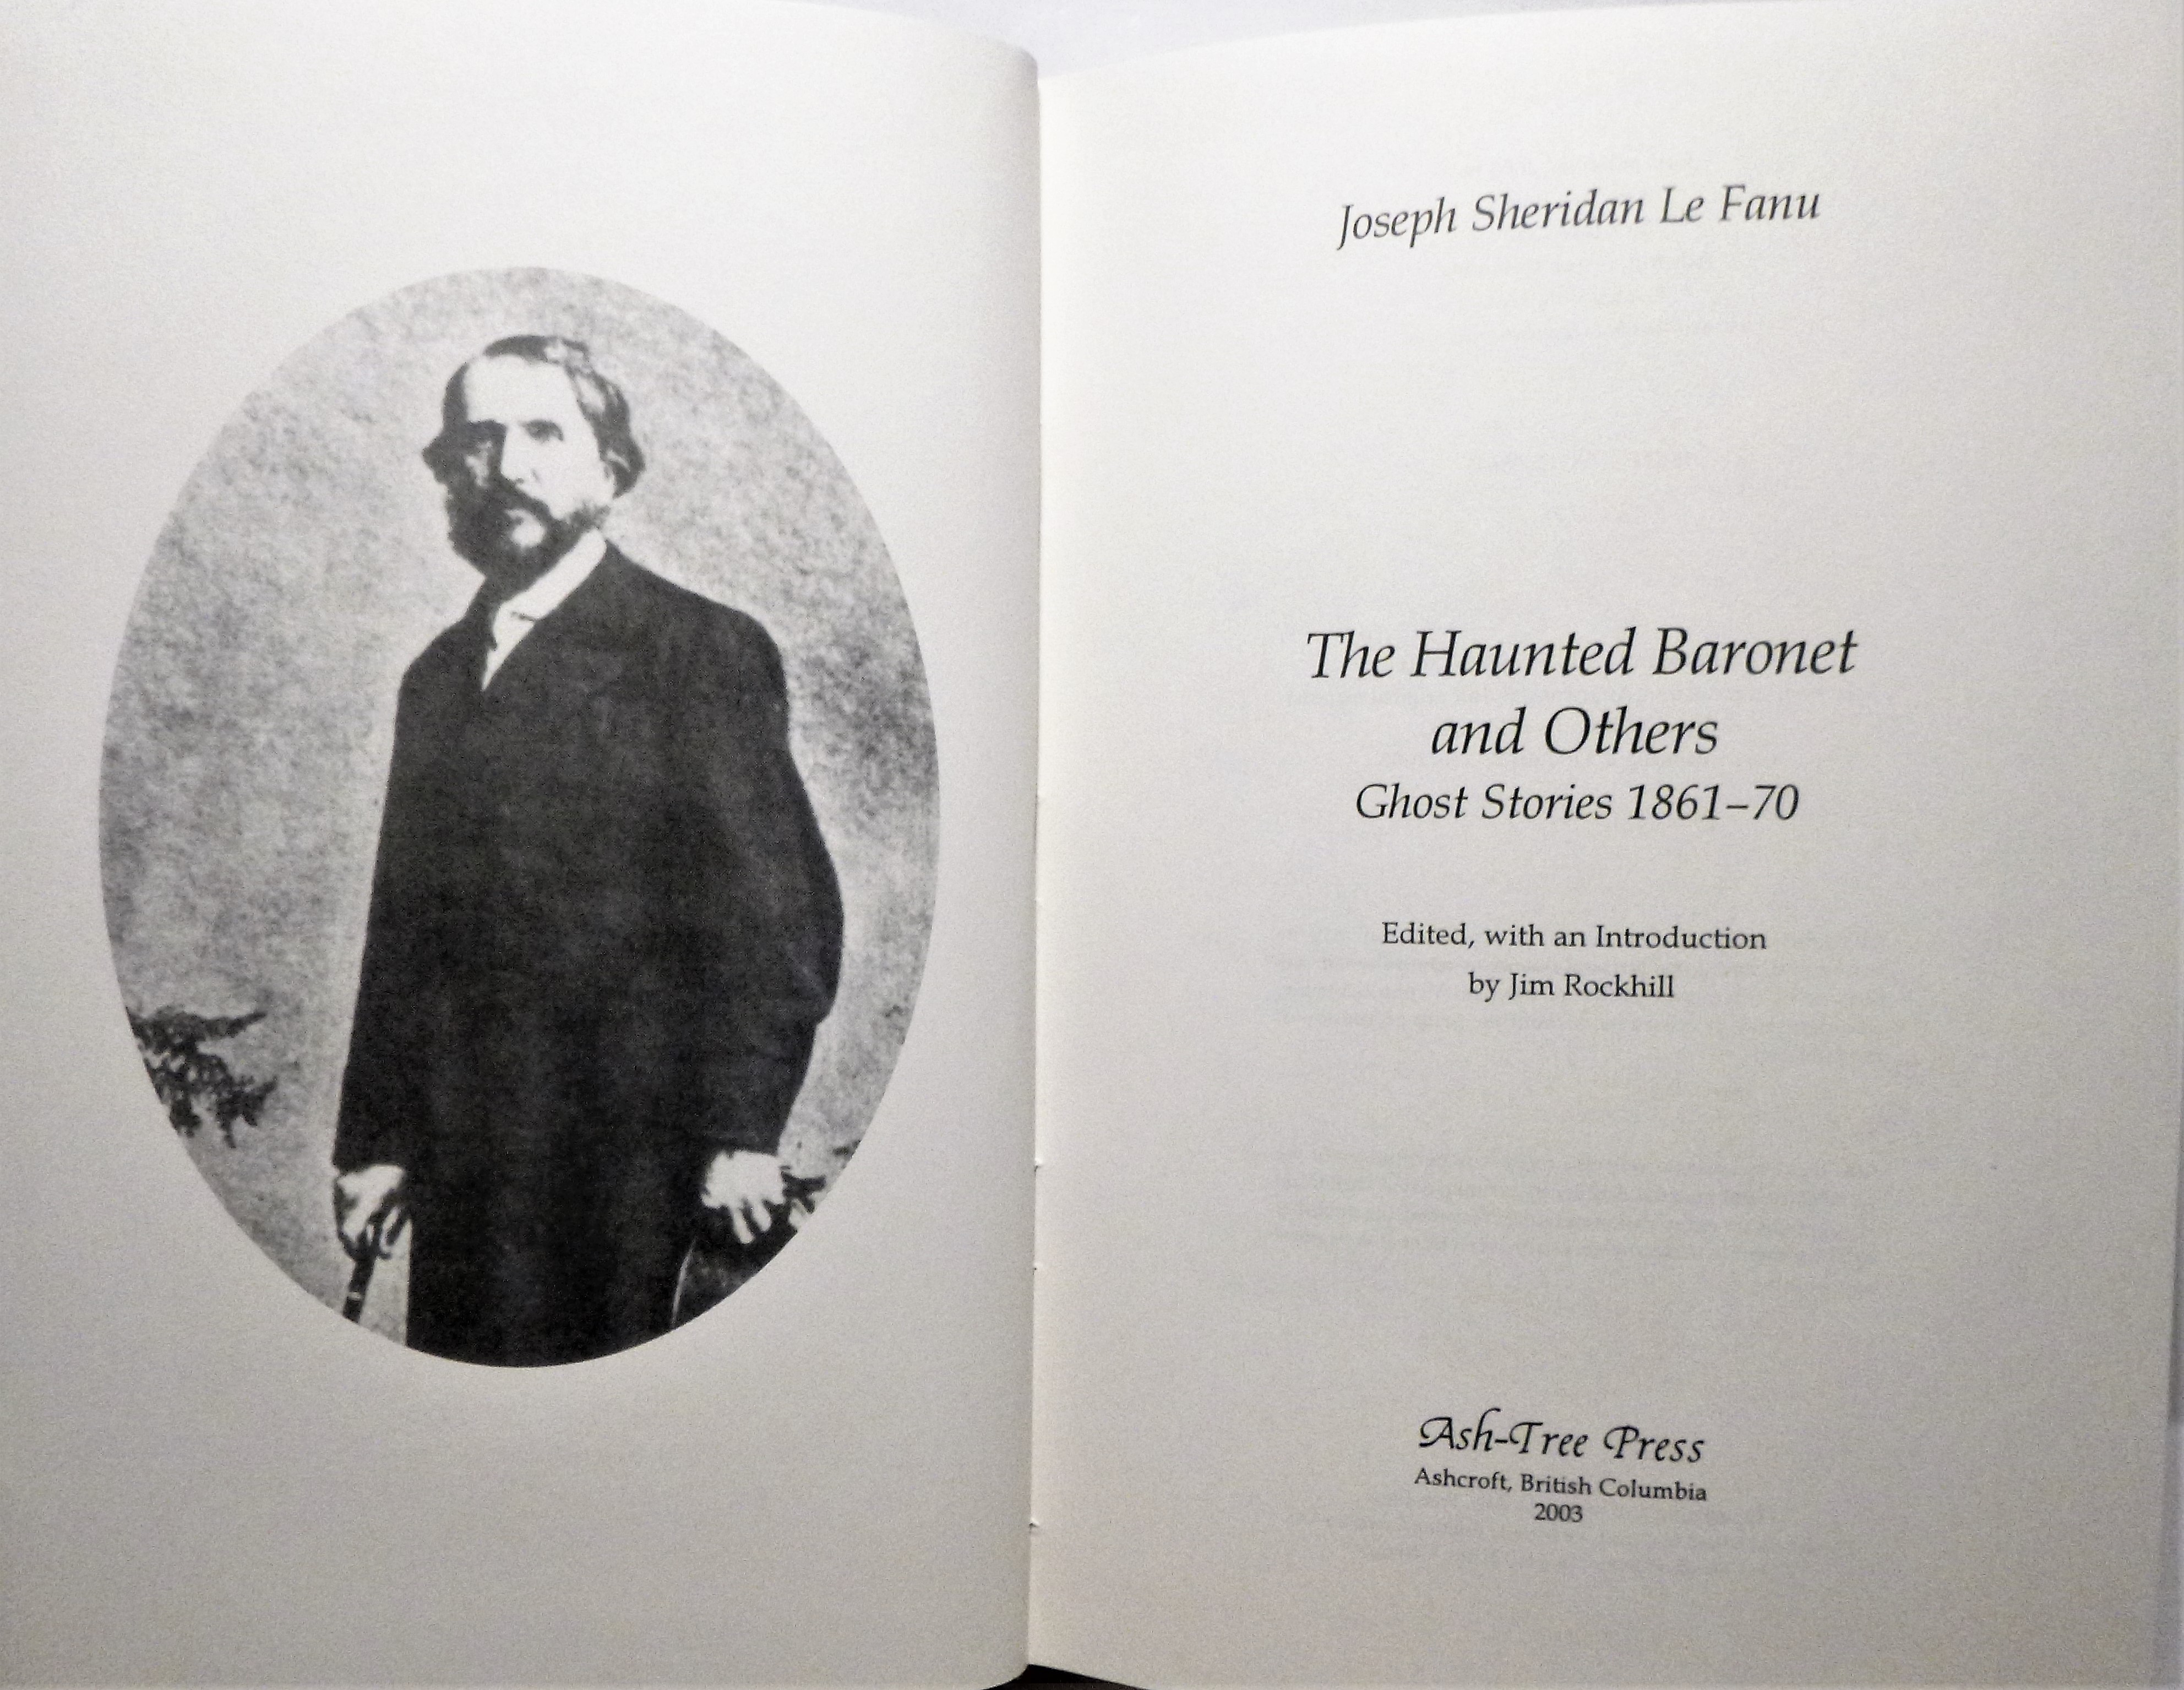 Joseph Sheridan Le Fanu
The Haunted Baronet
and Others
Ghost Stories 1861–70
Edited, with an Introduction
by Jim Rockhill
Ash-Tree Press
Ashcroft, British Columbia
2003